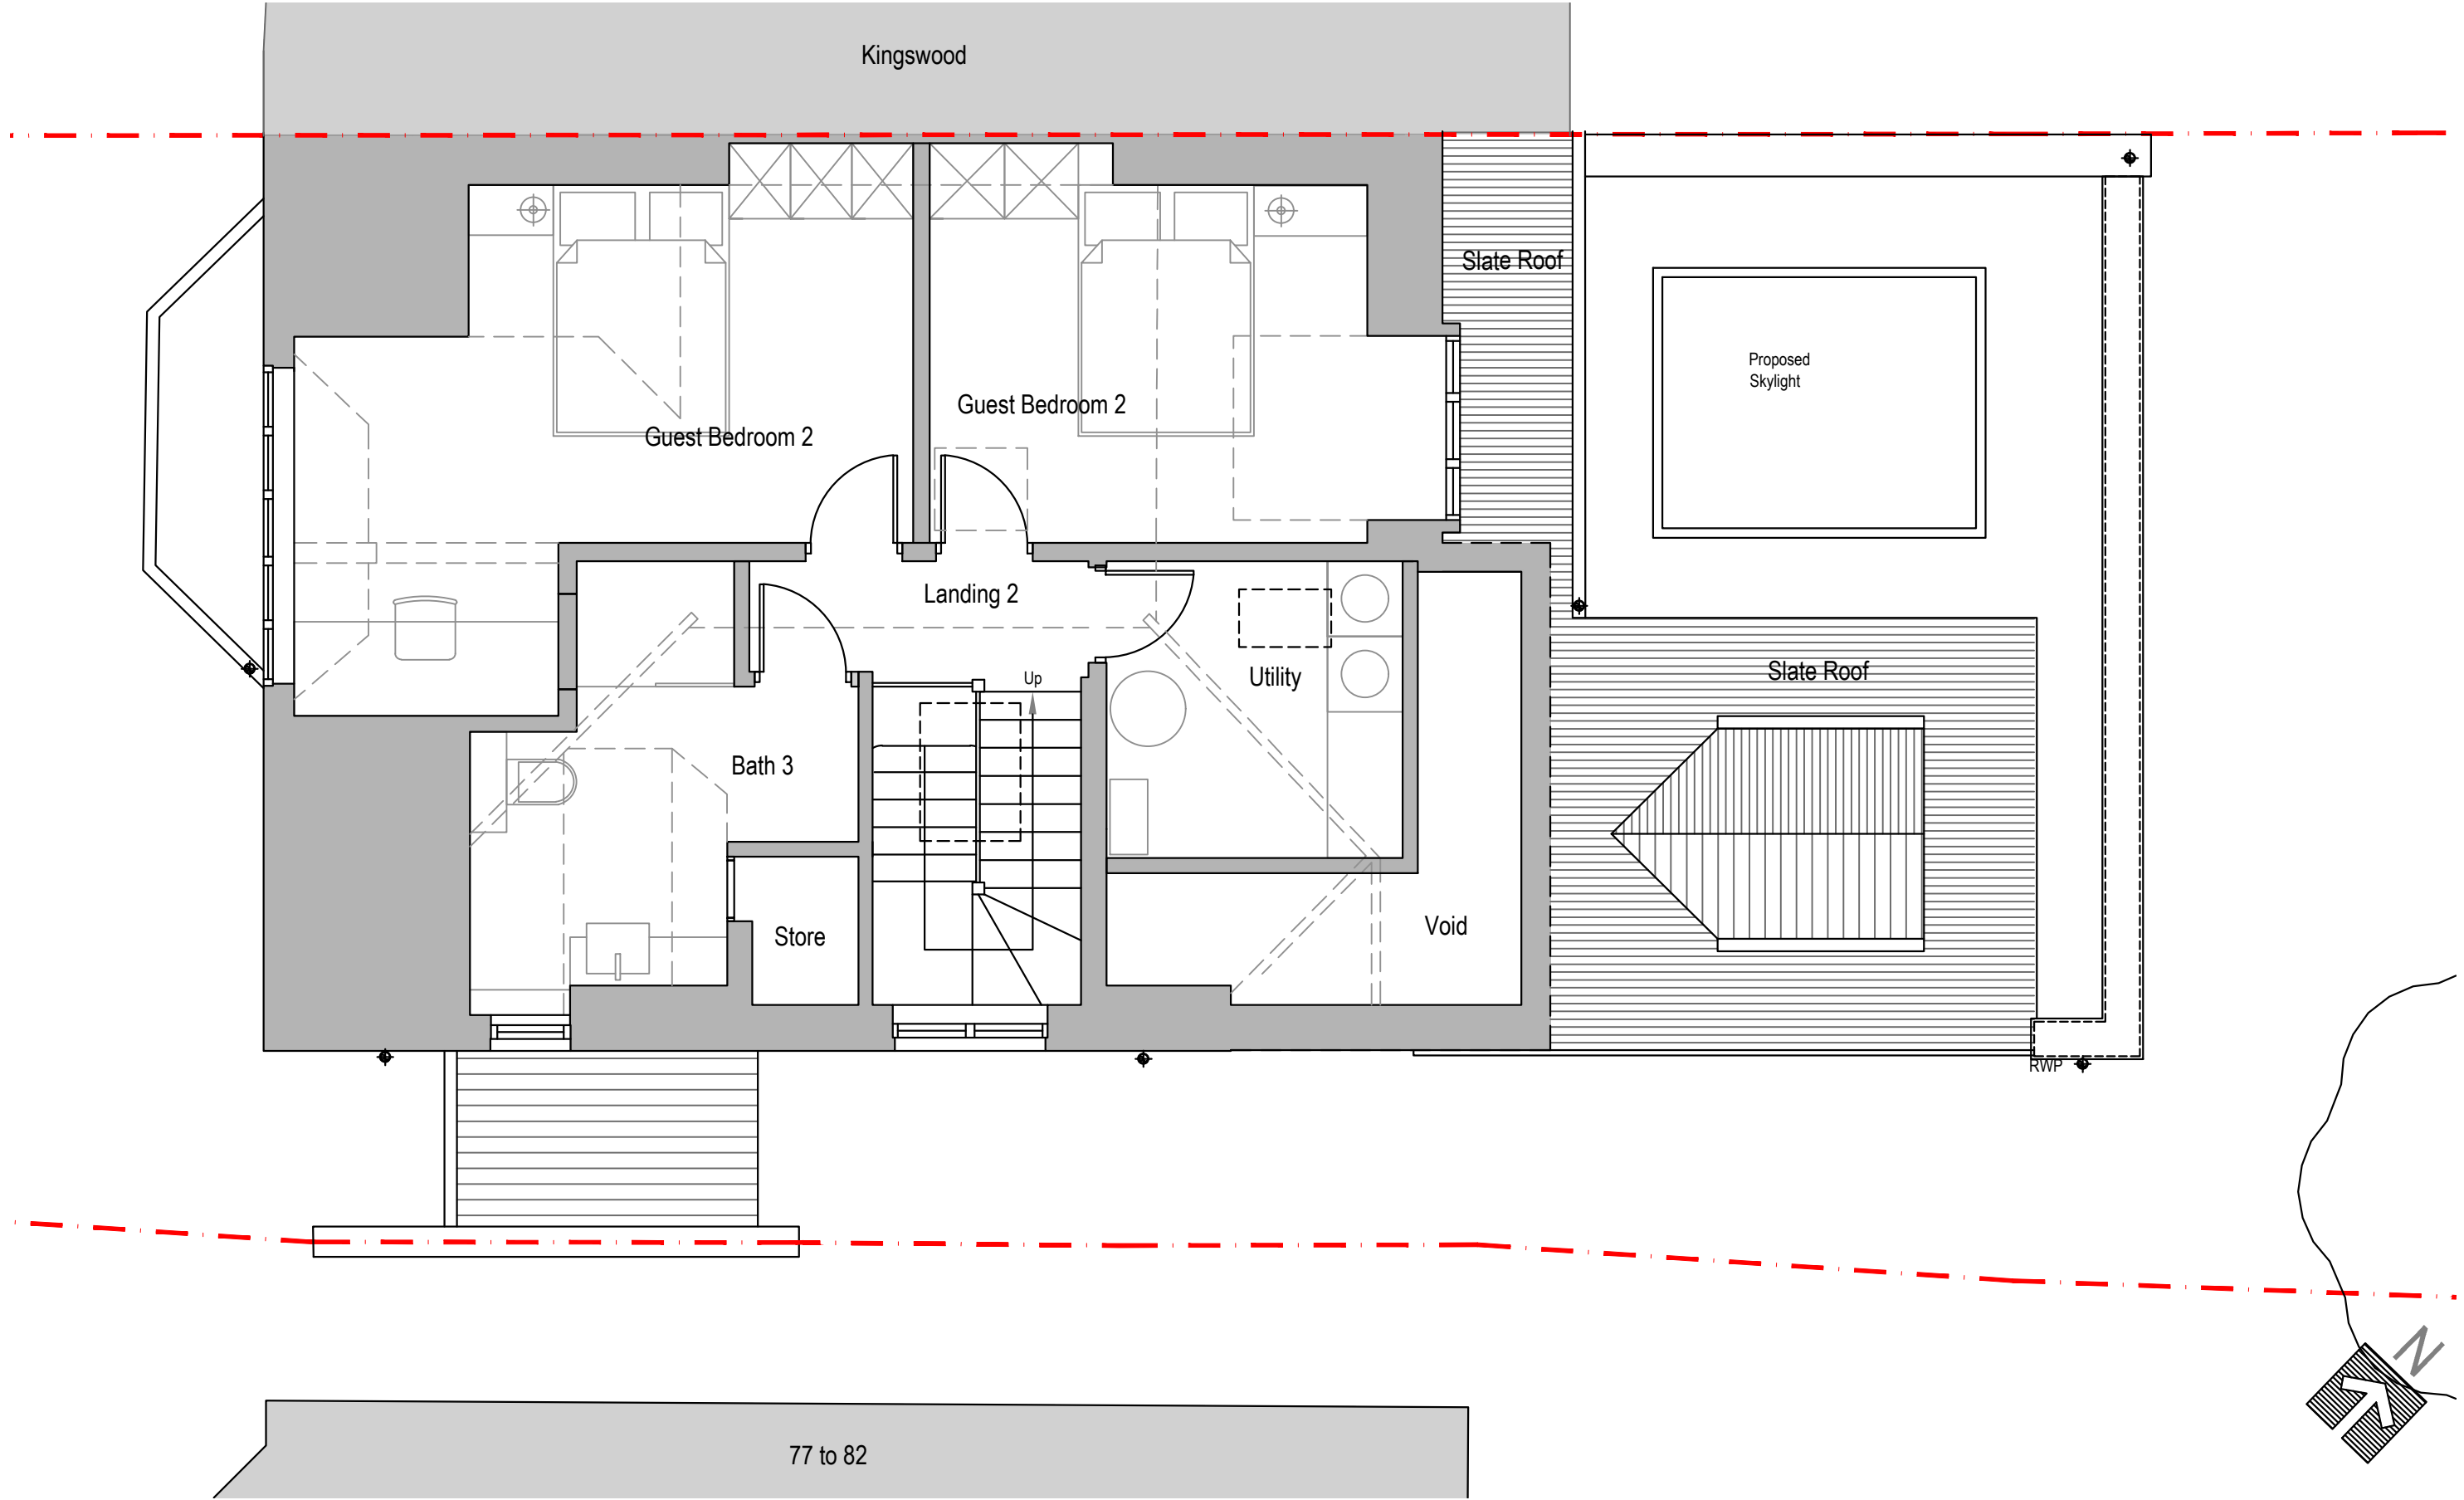 Kingswood
Slate Roof
Proposed
Skylight
Guest Bedroom 2
Guest Bedroom 2
Landing 2
Up
Utility
Slate Roof
Bath 3
Store
Void
RWP
N
77 to 82